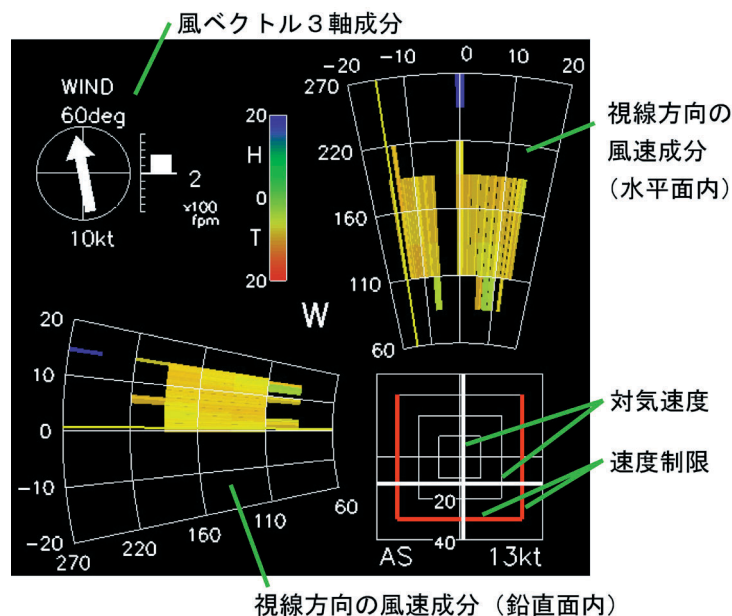 風ベクトル３軸成分
WIND
60deg
10kt
2
x100
fpm
20
H
0
T
20
-20
-10
0
10
20
270
220
160
110
60
視線方向の
風速成分
（水平面内）
W
20
10
0
-10
-20
270
220
160
110
60
20
40
AS
13kt
対気速度
速度制限
視線方向の風速成分（鉛直面内）